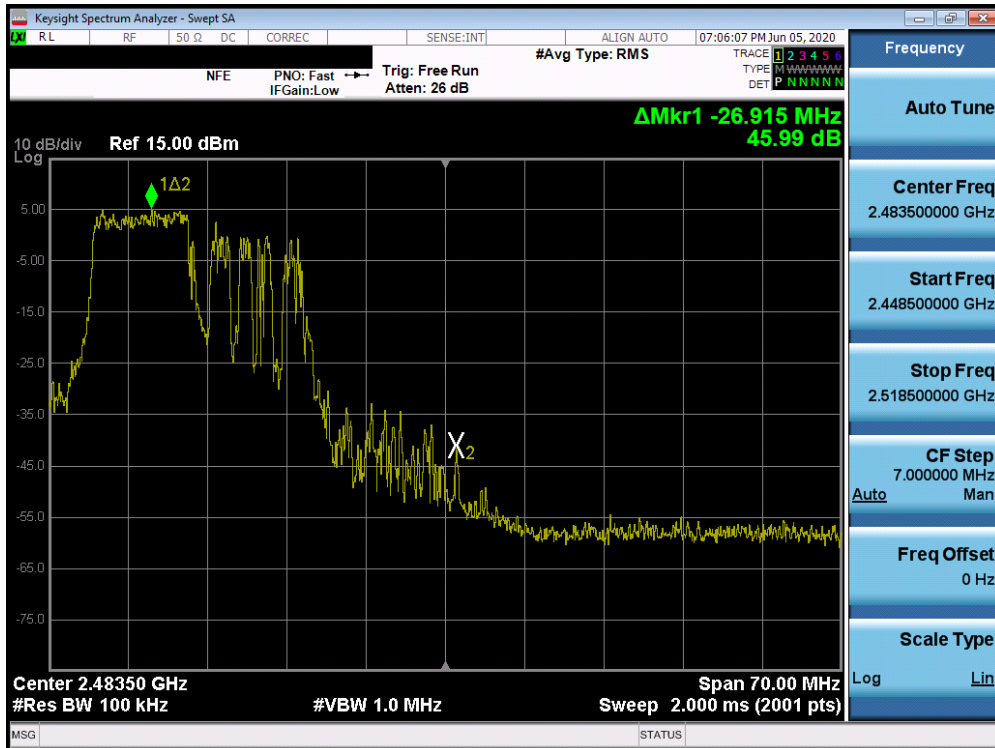 Keysight Spectrum Analyzer - Swept SA
LXI RL RF 50 Ω DC CORREC SENSE:INT ALIGN AUTO 07:06:07 PM Jun 05, 2020
NFE PNO: Fast Trig: Free Run #Avg Type: RMS TRACE 1 2 3 4 5 6
IFGain:Low Atten: 26 dB TYPE M W W W W W
DET P N N N N N
ΔMkr1 -26.915 MHz
45.99 dB
10 dB/div Ref 15.00 dBm
Log
1Δ2
5.00
-5.00
-15.0
-25.0
-35.0
X2
-45.0
-55.0
-65.0
-75.0
Center 2.48350 GHz Span 70.00 MHz
#Res BW 100 kHz #VBW 1.0 MHz Sweep 2.000 ms (2001 pts)
MSG STATUS
Frequency
Auto Tune
Center Freq
2.483500000 GHz
Start Freq
2.448500000 GHz
Stop Freq
2.518500000 GHz
CF Step
7.000000 MHz
Auto Man
Freq Offset
0 Hz
Scale Type
Log Lin